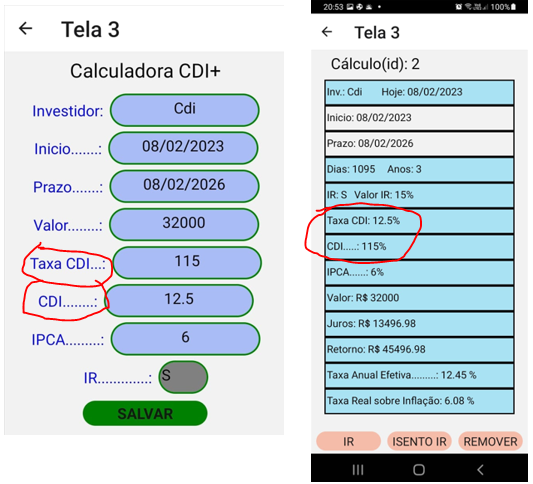 Tela 3
Calculadora CDI+
Investidor: Cdi
Inicio.......: 08/02/2023
Prazo.......: 08/02/2026
Valor........: 32000
Taxa CDI...: 115
CDI........: 12.5
IPCA.........: 6
IR.............: S
SALVAR
20:53 100%
Tela 3
Cálculo(id): 2
Inv.: Cdi Hoje: 08/02/2023
Inicio: 08/02/2023
Prazo: 08/02/2026
Dias: 1095 Anos: 3
IR: S Valor IR: 15%
Taxa CDI: 12.5%
CDI.....: 115%
IPCA......: 6%
Valor: R$ 32000
Juros: R$ 13496.98
Retorno: R$ 45496.98
Taxa Anual Efetiva.........: 12.45 %
Taxa Real sobre Inflação: 6.08 %
IR ISENTO IR REMOVER